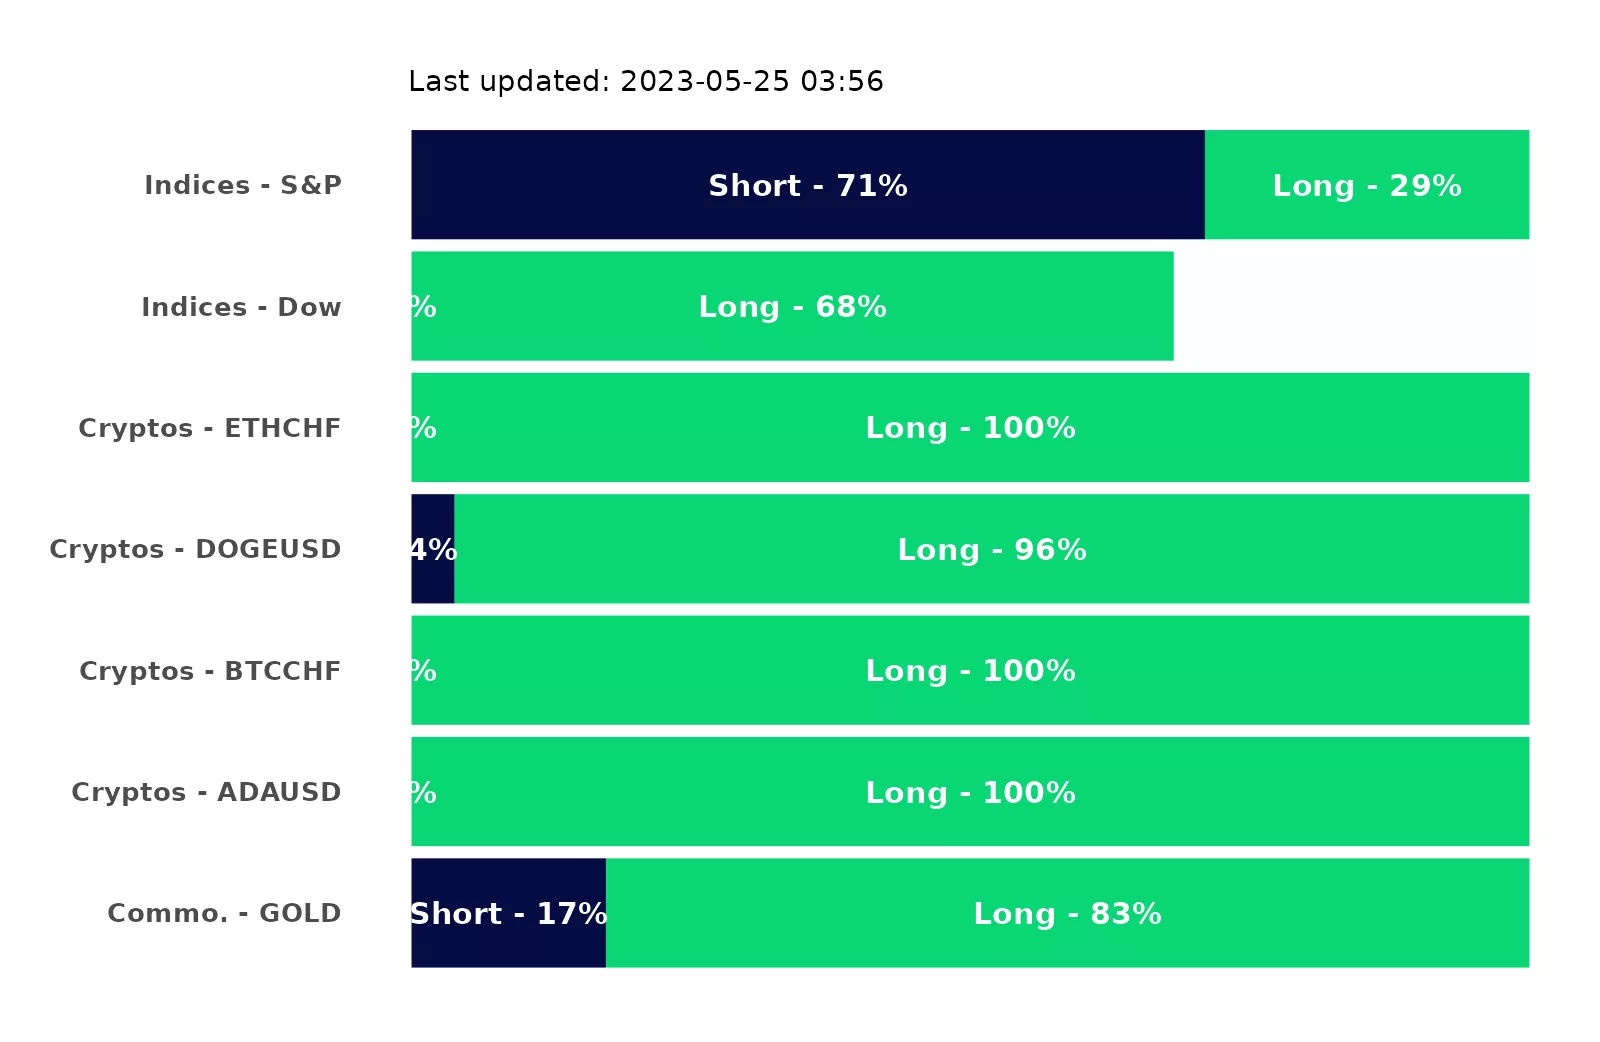 Last updated: 2023-05-25 03:56
Indices - S&P Short - 71% Long - 29%
Indices - Dow % Long - 68%
Cryptos - ETHCHF % Long - 100%
Cryptos - DOGEUSD 4% Long - 96%
Cryptos - BTCCHF % Long - 100%
Cryptos - ADAUSD % Long - 100%
Commo. - GOLD Short - 17% Long - 83%